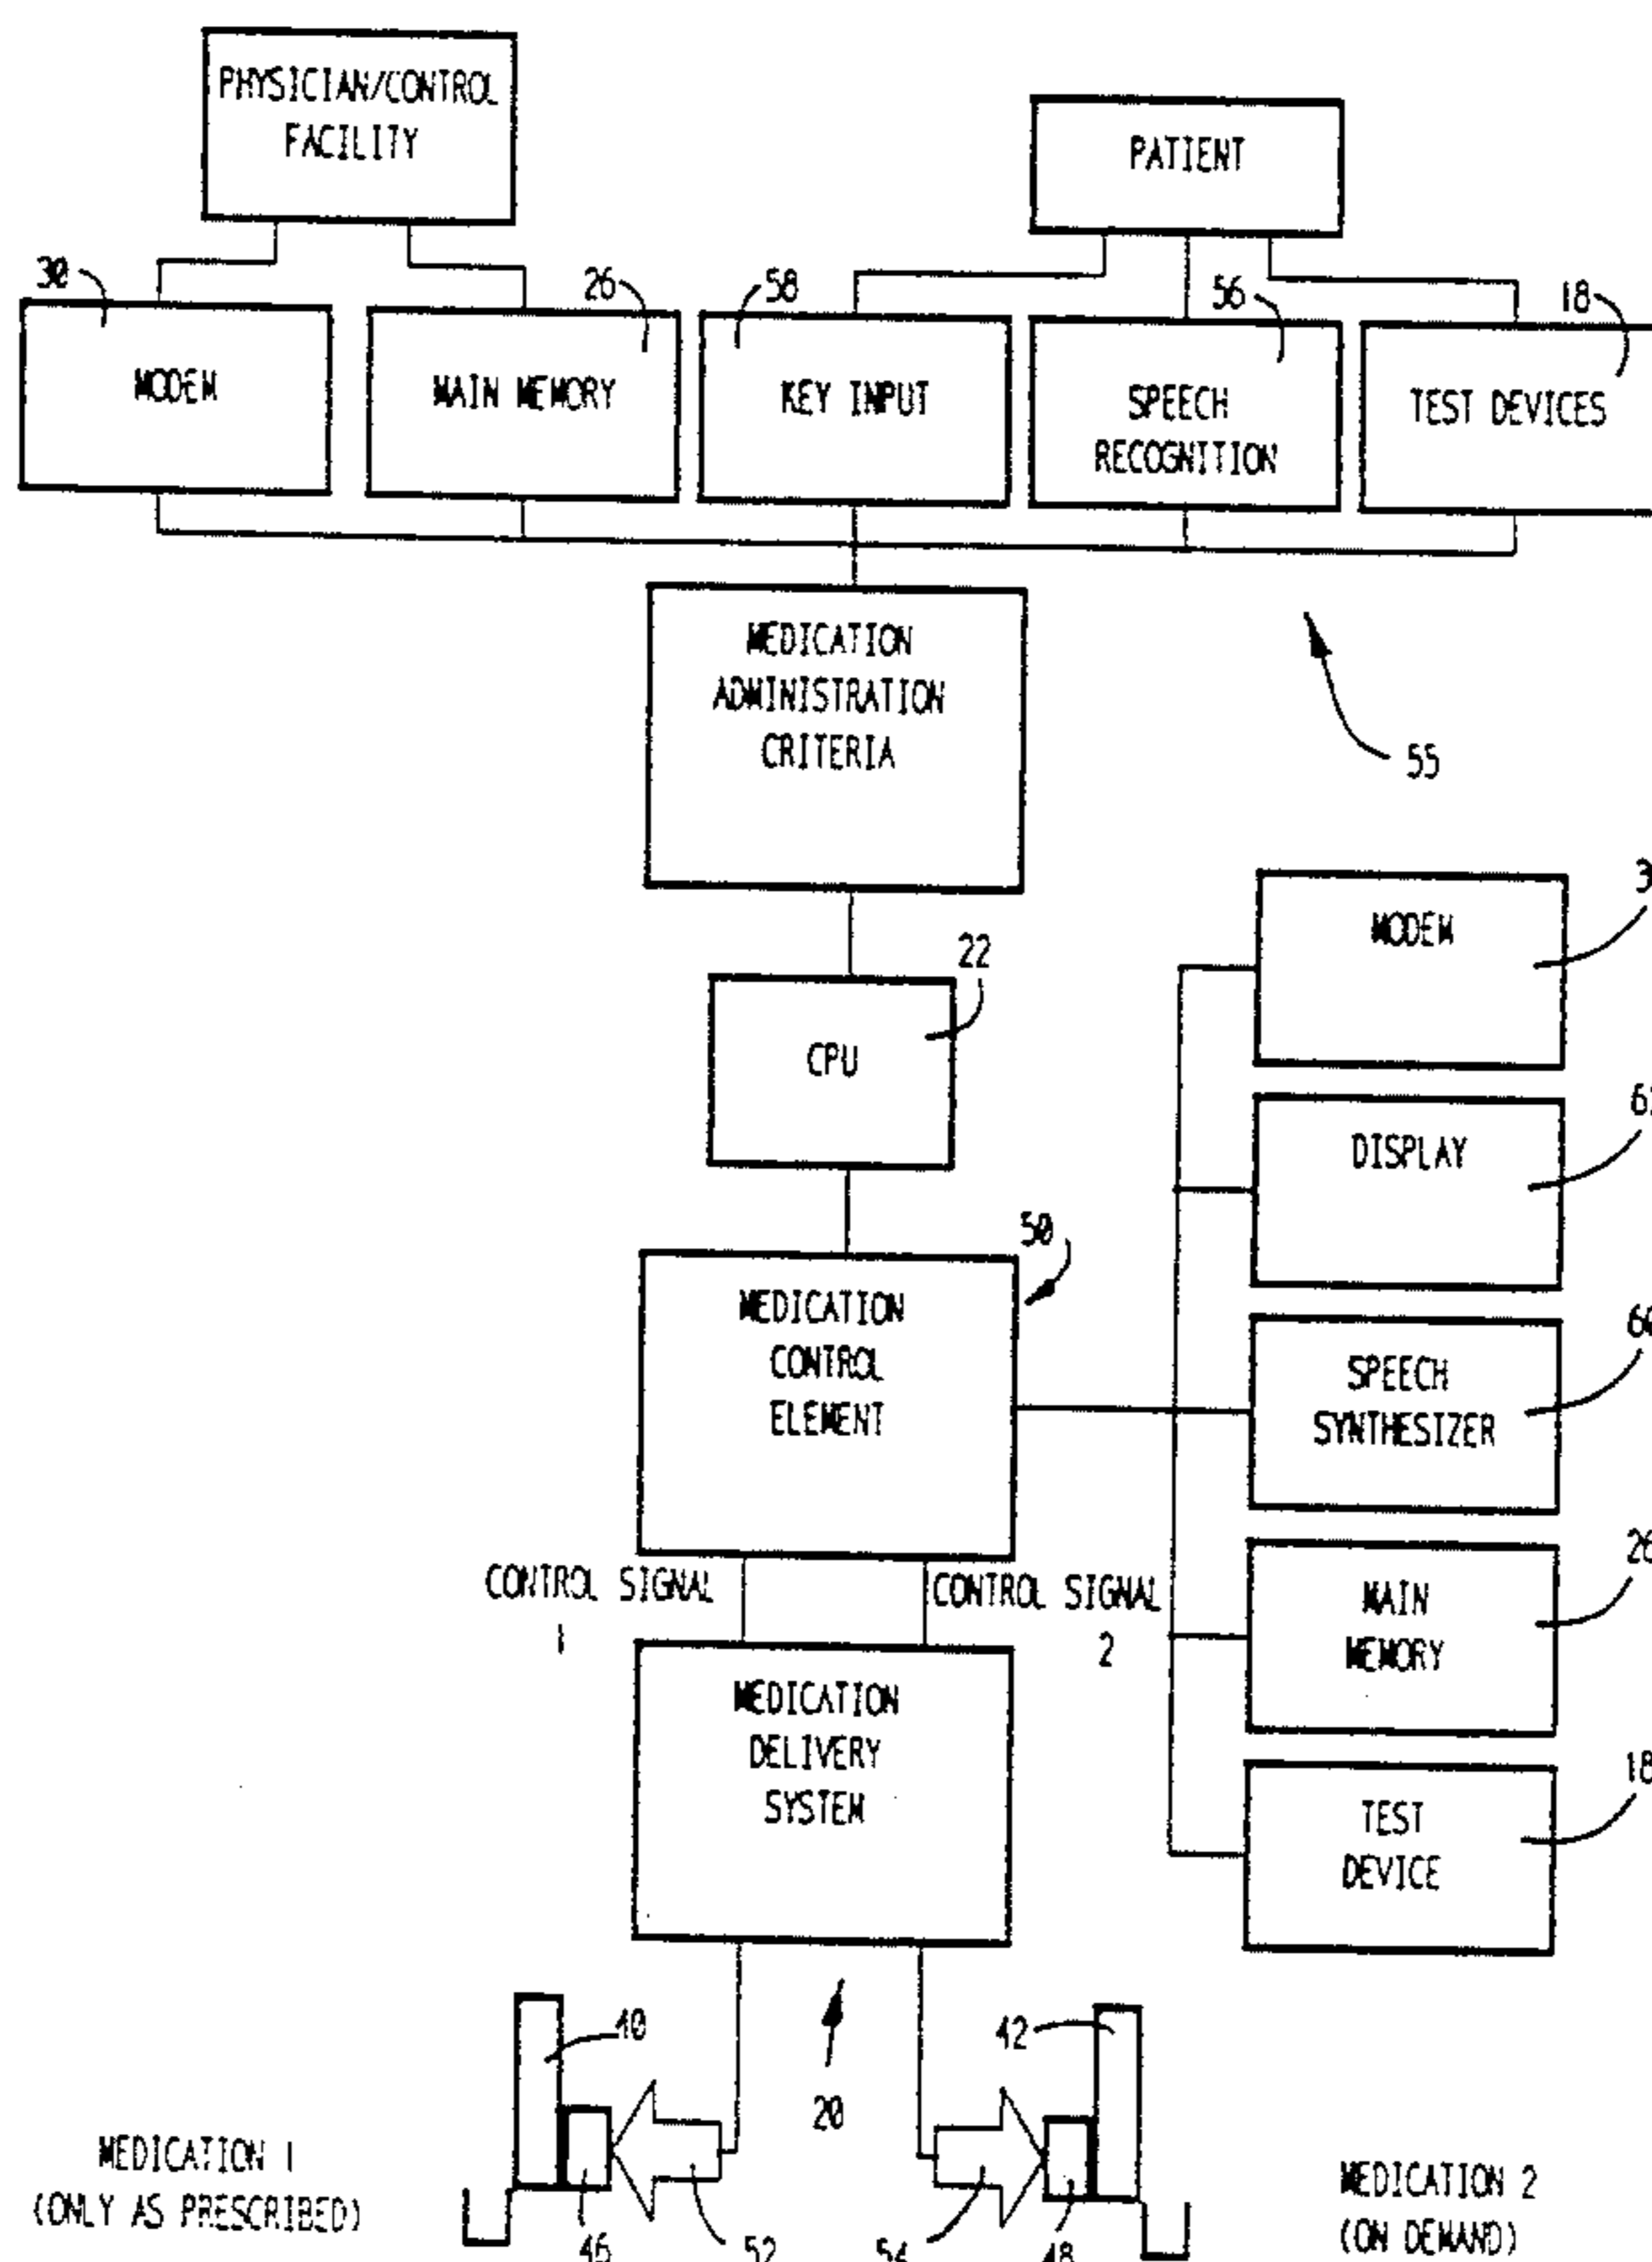 PHYSICIAN/CONTROL
FACILITY
PATIENT
30
26
58
56
18
MODEM
MAIN MEMORY
KEY INPUT
SPEECH
RECOGNITION
TEST DEVICES
MEDICATION
ADMINISTRATION
CRITERIA
55
22
CPU
MODEM
DISPLAY
50
MEDICATION
CONTROL
ELEMENT
60
SPEECH
SYNTHESIZER
CONTROL SIGNAL
1
CONTROL SIGNAL
2
26
MAIN
MEMORY
MEDICATION
DELIVERY
SYSTEM
18
TEST
DEVICE
40
42
20
46
52
54
48
MEDICATION 1
(ONLY AS PRESCRIBED)
MEDICATION 2
(ON DEMAND)